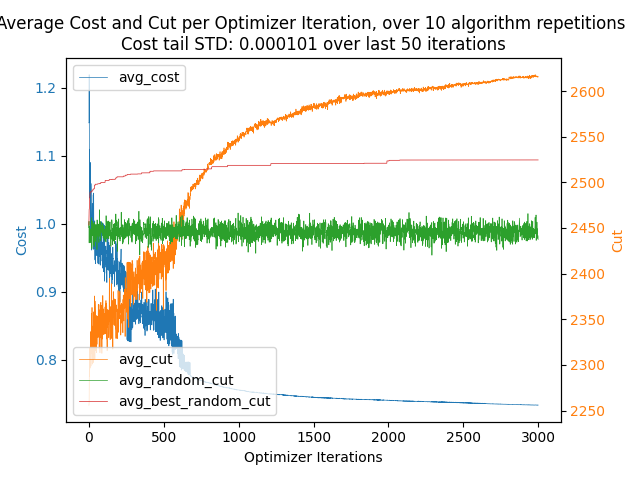 Average Cost and Cut per Optimizer Iteration, over 10 algorithm repetitions
Cost tail STD: 0.000101 over last 50 iterations
avg_cost
1.2
1.1
1.0
0.9
0.8
Cost
2600
2550
2500
2450
2400
2350
2300
2250
Cut
avg_cut
avg_random_cut
avg_best_random_cut
0 500 1000 1500 2000 2500 3000
Optimizer Iterations